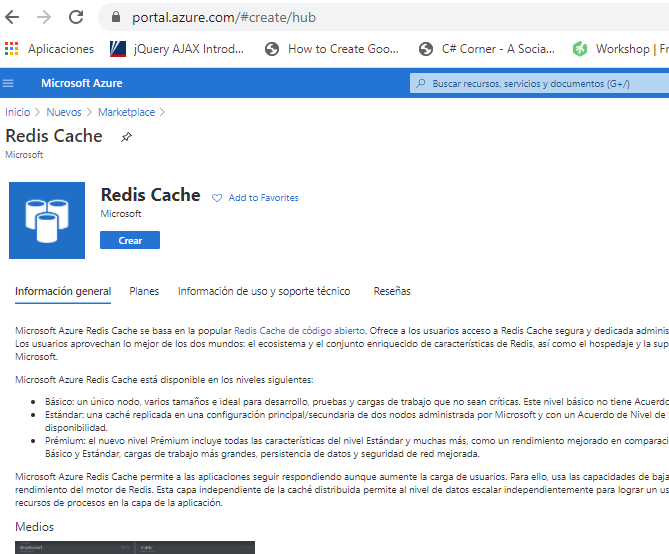 portal.azure.com/#create/hub
Aplicaciones jQuery AJAX Introd... How to Create Goo... C# Corner - A Socia... Workshop | Fr
Microsoft Azure Buscar recursos, servicios y documentos (G+/)
Inicio > Nuevos > Marketplace >
Redis Cache
Microsoft
Redis Cache Add to Favorites
Microsoft
Crear
Información general Planes Información de uso y soporte técnico Reseñas
Microsoft Azure Redis Cache se basa en la popular Redis Cache de código abierto. Ofrece a los usuarios acceso a Redis Cache segura y dedicada adminis
Los usuarios aprovechan lo mejor de los dos mundos: el ecosistema y el conjunto enriquecido de características de Redis, así como el hospedaje y la sup
Microsoft.
Microsoft Azure Redis Cache está disponible en los niveles siguientes:
• Básico: un único nodo, varios tamaños e ideal para desarrollo, pruebas y cargas de trabajo que no sean críticas. Este nivel básico no tiene Acuerdo
• Estándar: una caché replicada en una configuración principal/secundaria de dos nodos administrada por Microsoft y con un Acuerdo de Nivel de
disponibilidad.
• Prémium: el nuevo nivel Prémium incluye todas las características del nivel Estándar y muchas más, como un rendimiento mejorado en comparaci
Básico y Estándar, cargas de trabajo más grandes, persistencia de datos y seguridad de red mejorada.
Microsoft Azure Redis Cache permite a las aplicaciones seguir respondiendo aunque aumente la carga de usuarios. Para ello, usa las capacidades de baja
rendimiento del motor de Redis. Esta capa independiente de la caché distribuida permite al nivel de datos escalar independientemente para lograr un us
recursos de procesos en la capa de la aplicación.
Medios